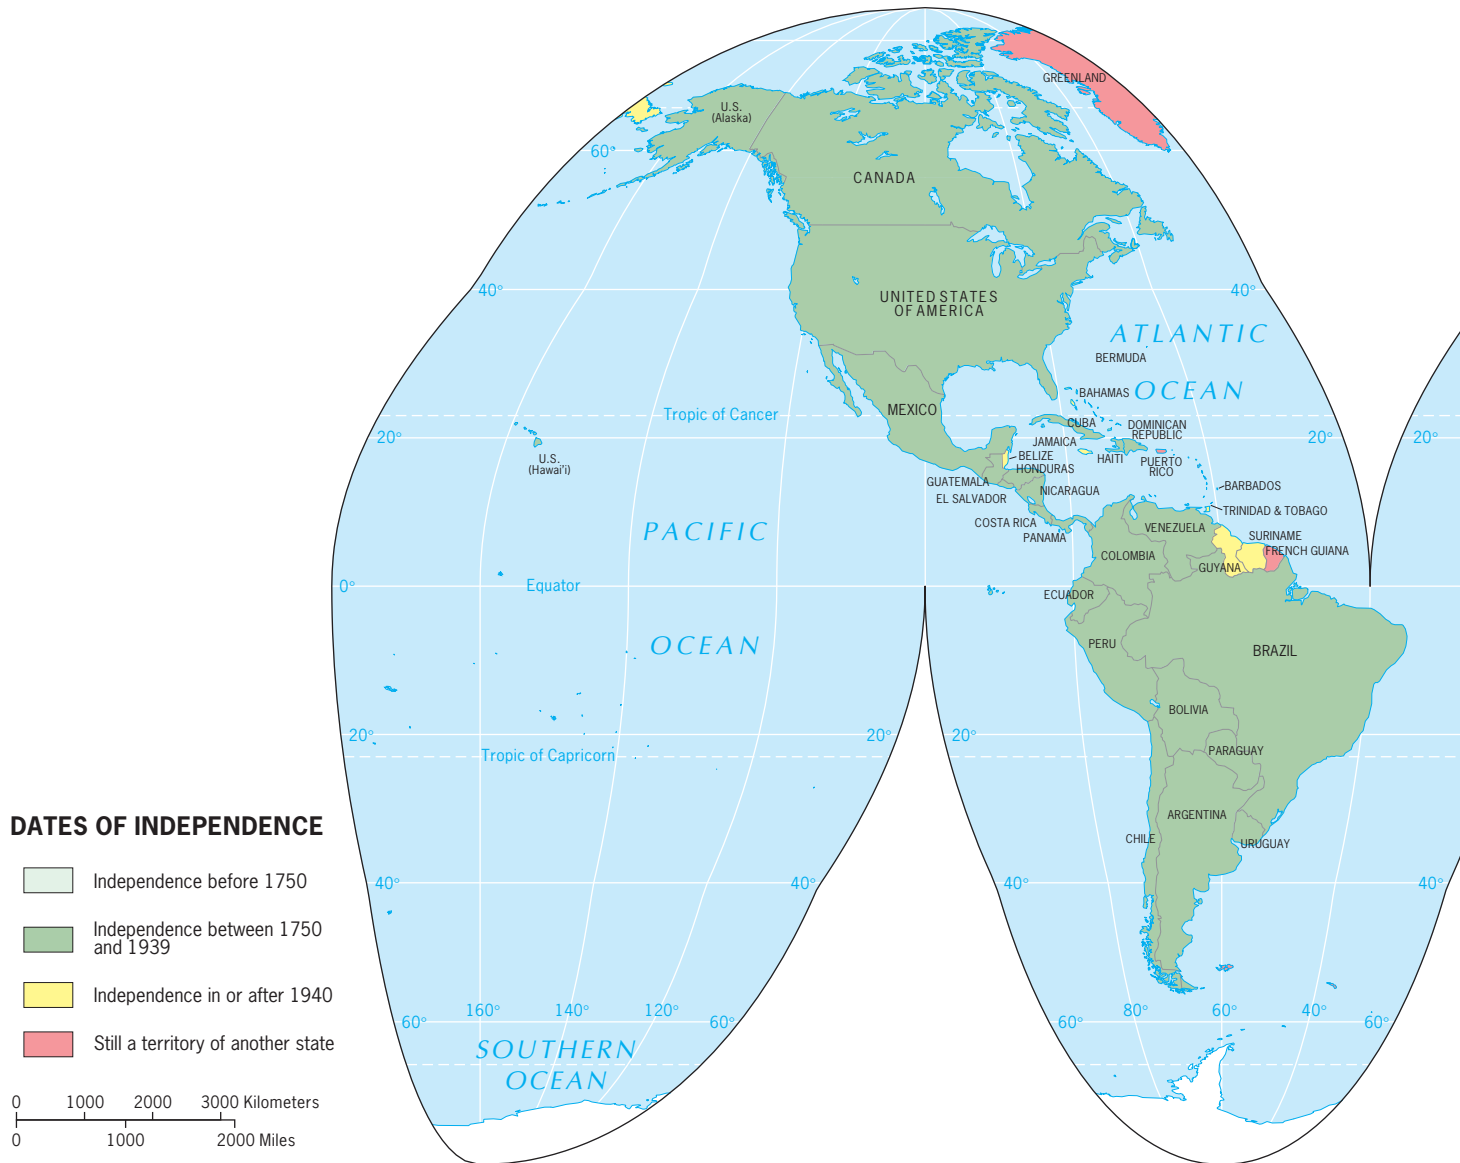 GREENLAND
U.S.
(Alaska)
60°
CANADA
40°
UNITED STATES
OF AMERICA
40°
ATLANTIC
BERMUDA
OCEAN
BAHAMAS
MEXICO
Tropic of Cancer
CUBA
DOMINICAN
REPUBLIC
20°
20°
20°
JAMAICA
HAITI
PUERTO
RICO
BELIZE
HONDURAS
U.S.
(Hawai'i)
GUATEMALA
NICARAGUA
BARBADOS
EL SALVADOR
TRINIDAD & TOBAGO
COSTA RICA
PANAMA
VENEZUELA
SURINAME
FRENCH GUIANA
PACIFIC
COLOMBIA
GUYANA
0°
Equator
ECUADOR
OCEAN
PERU
BRAZIL
BOLIVIA
20°
20°
20°
Tropic of Capricorn
PARAGUAY
ARGENTINA
CHILE
URUGUAY
DATES OF INDEPENDENCE
Independence before 1750
Independence between 1750
and 1939
Independence in or after 1940
Still a territory of another state
40°
40°
40°
40°
60°
160°
140°
120°
60°
60°
80°
60°
40°
60°
SOUTHERN
OCEAN
0 1000 2000 3000 Kilometers
0 1000 2000 Miles